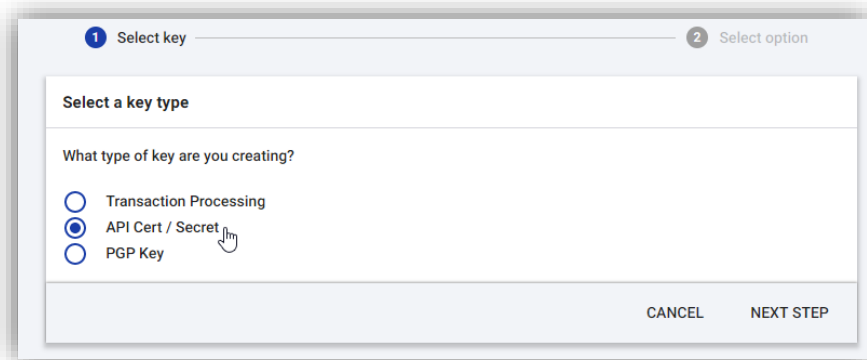 1 Select key 2 Select option
Select a key type
What type of key are you creating?
Transaction Processing
API Cert / Secret
PGP Key
CANCEL NEXT STEP